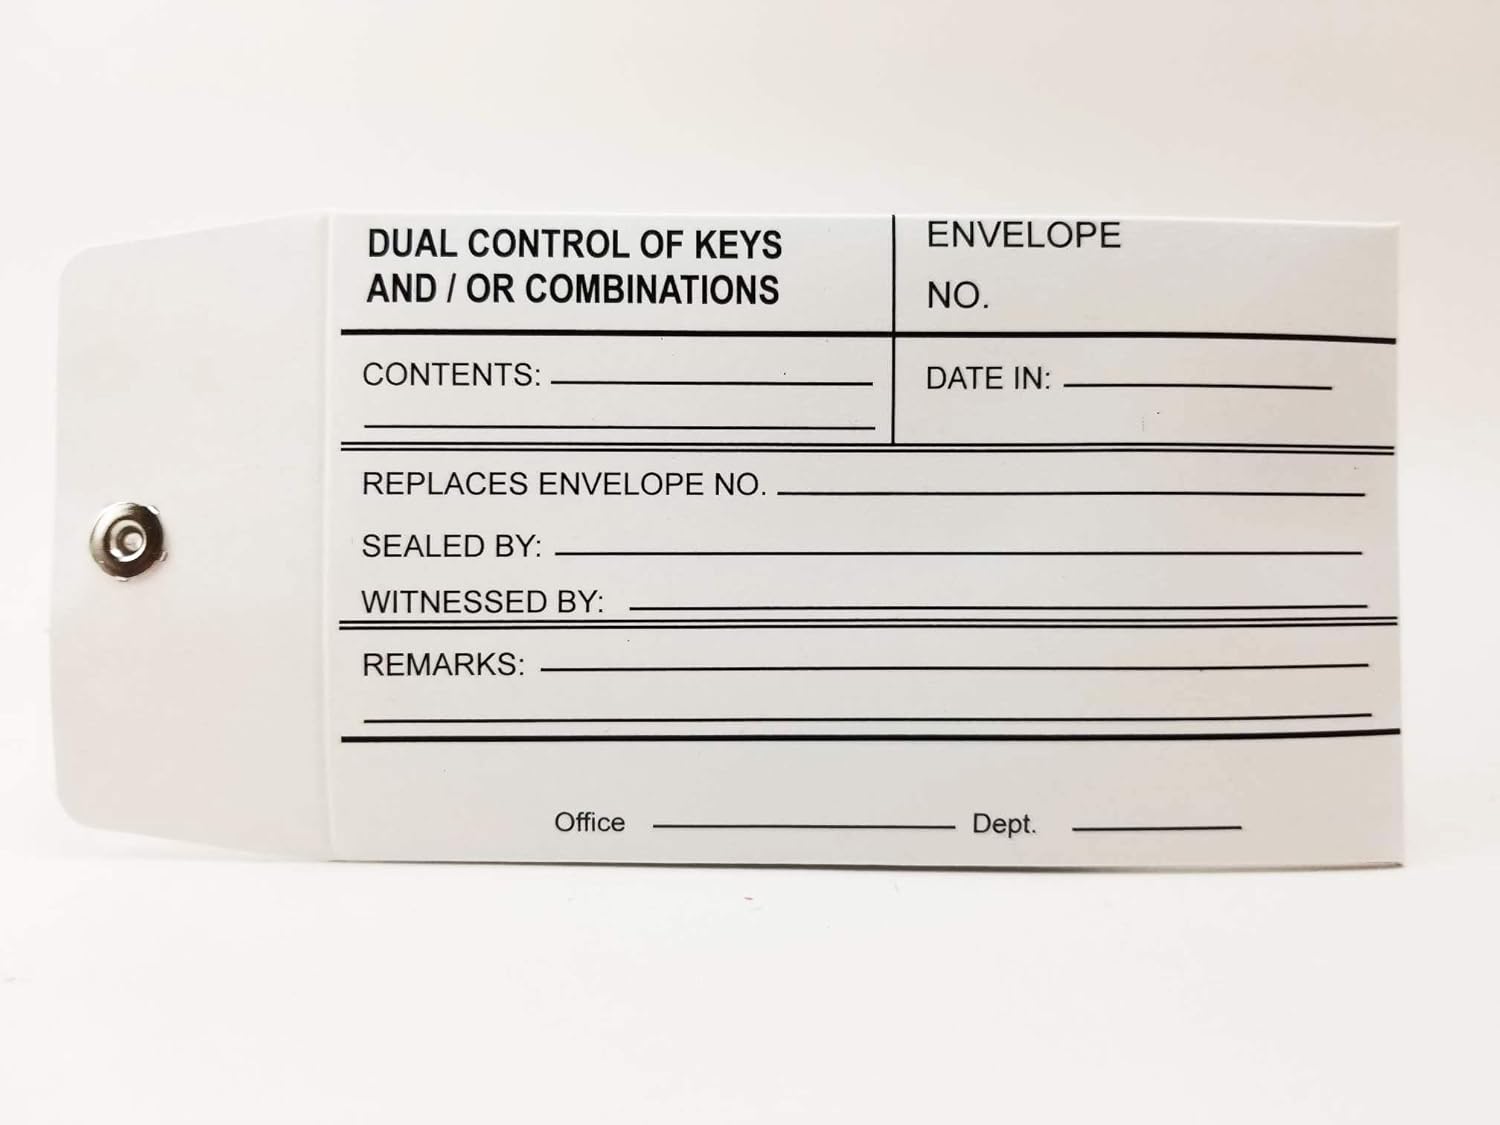 DUAL CONTROL OF KEYS
AND / OR COMBINATIONS
ENVELOPE
NO.
CONTENTS:
DATE IN:
REPLACES ENVELOPE NO.
SEALED BY:
WITNESSED BY:
REMARKS:
Office Dept.